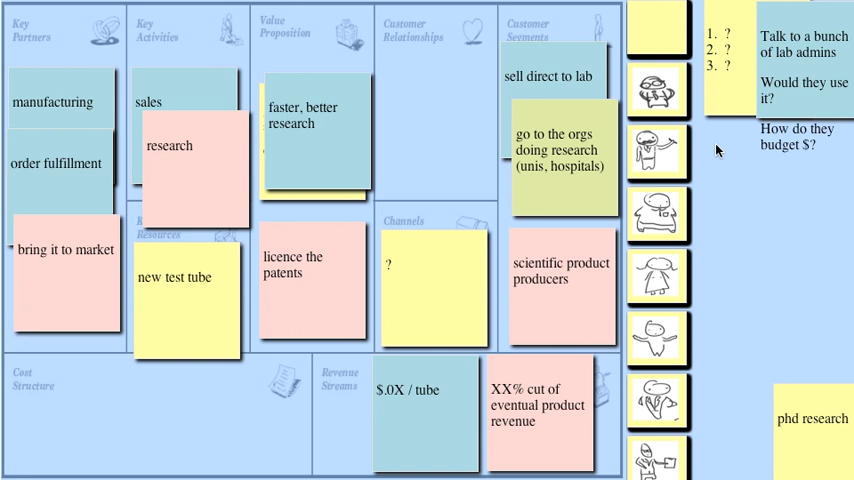 Key
Partners
Key
Activities
Value
Proposition
Customer
Relationships
Customer
Segments
manufacturing
order fulfillment
bring it to market
sales
research
Resources
new test tube
faster, better
research
licence the
patents
Channels
?
sell direct to lab
go to the orgs
doing research
(unis, hospitals)
scientific product
producers
Cost
Structure
Revenue
Streams
$.0X / tube
XX% cut of
eventual product
revenue
1. ?
2. ?
3. ?
Talk to a bunch
of lab admins
Would they use
it?
How do they
budget $?
phd research